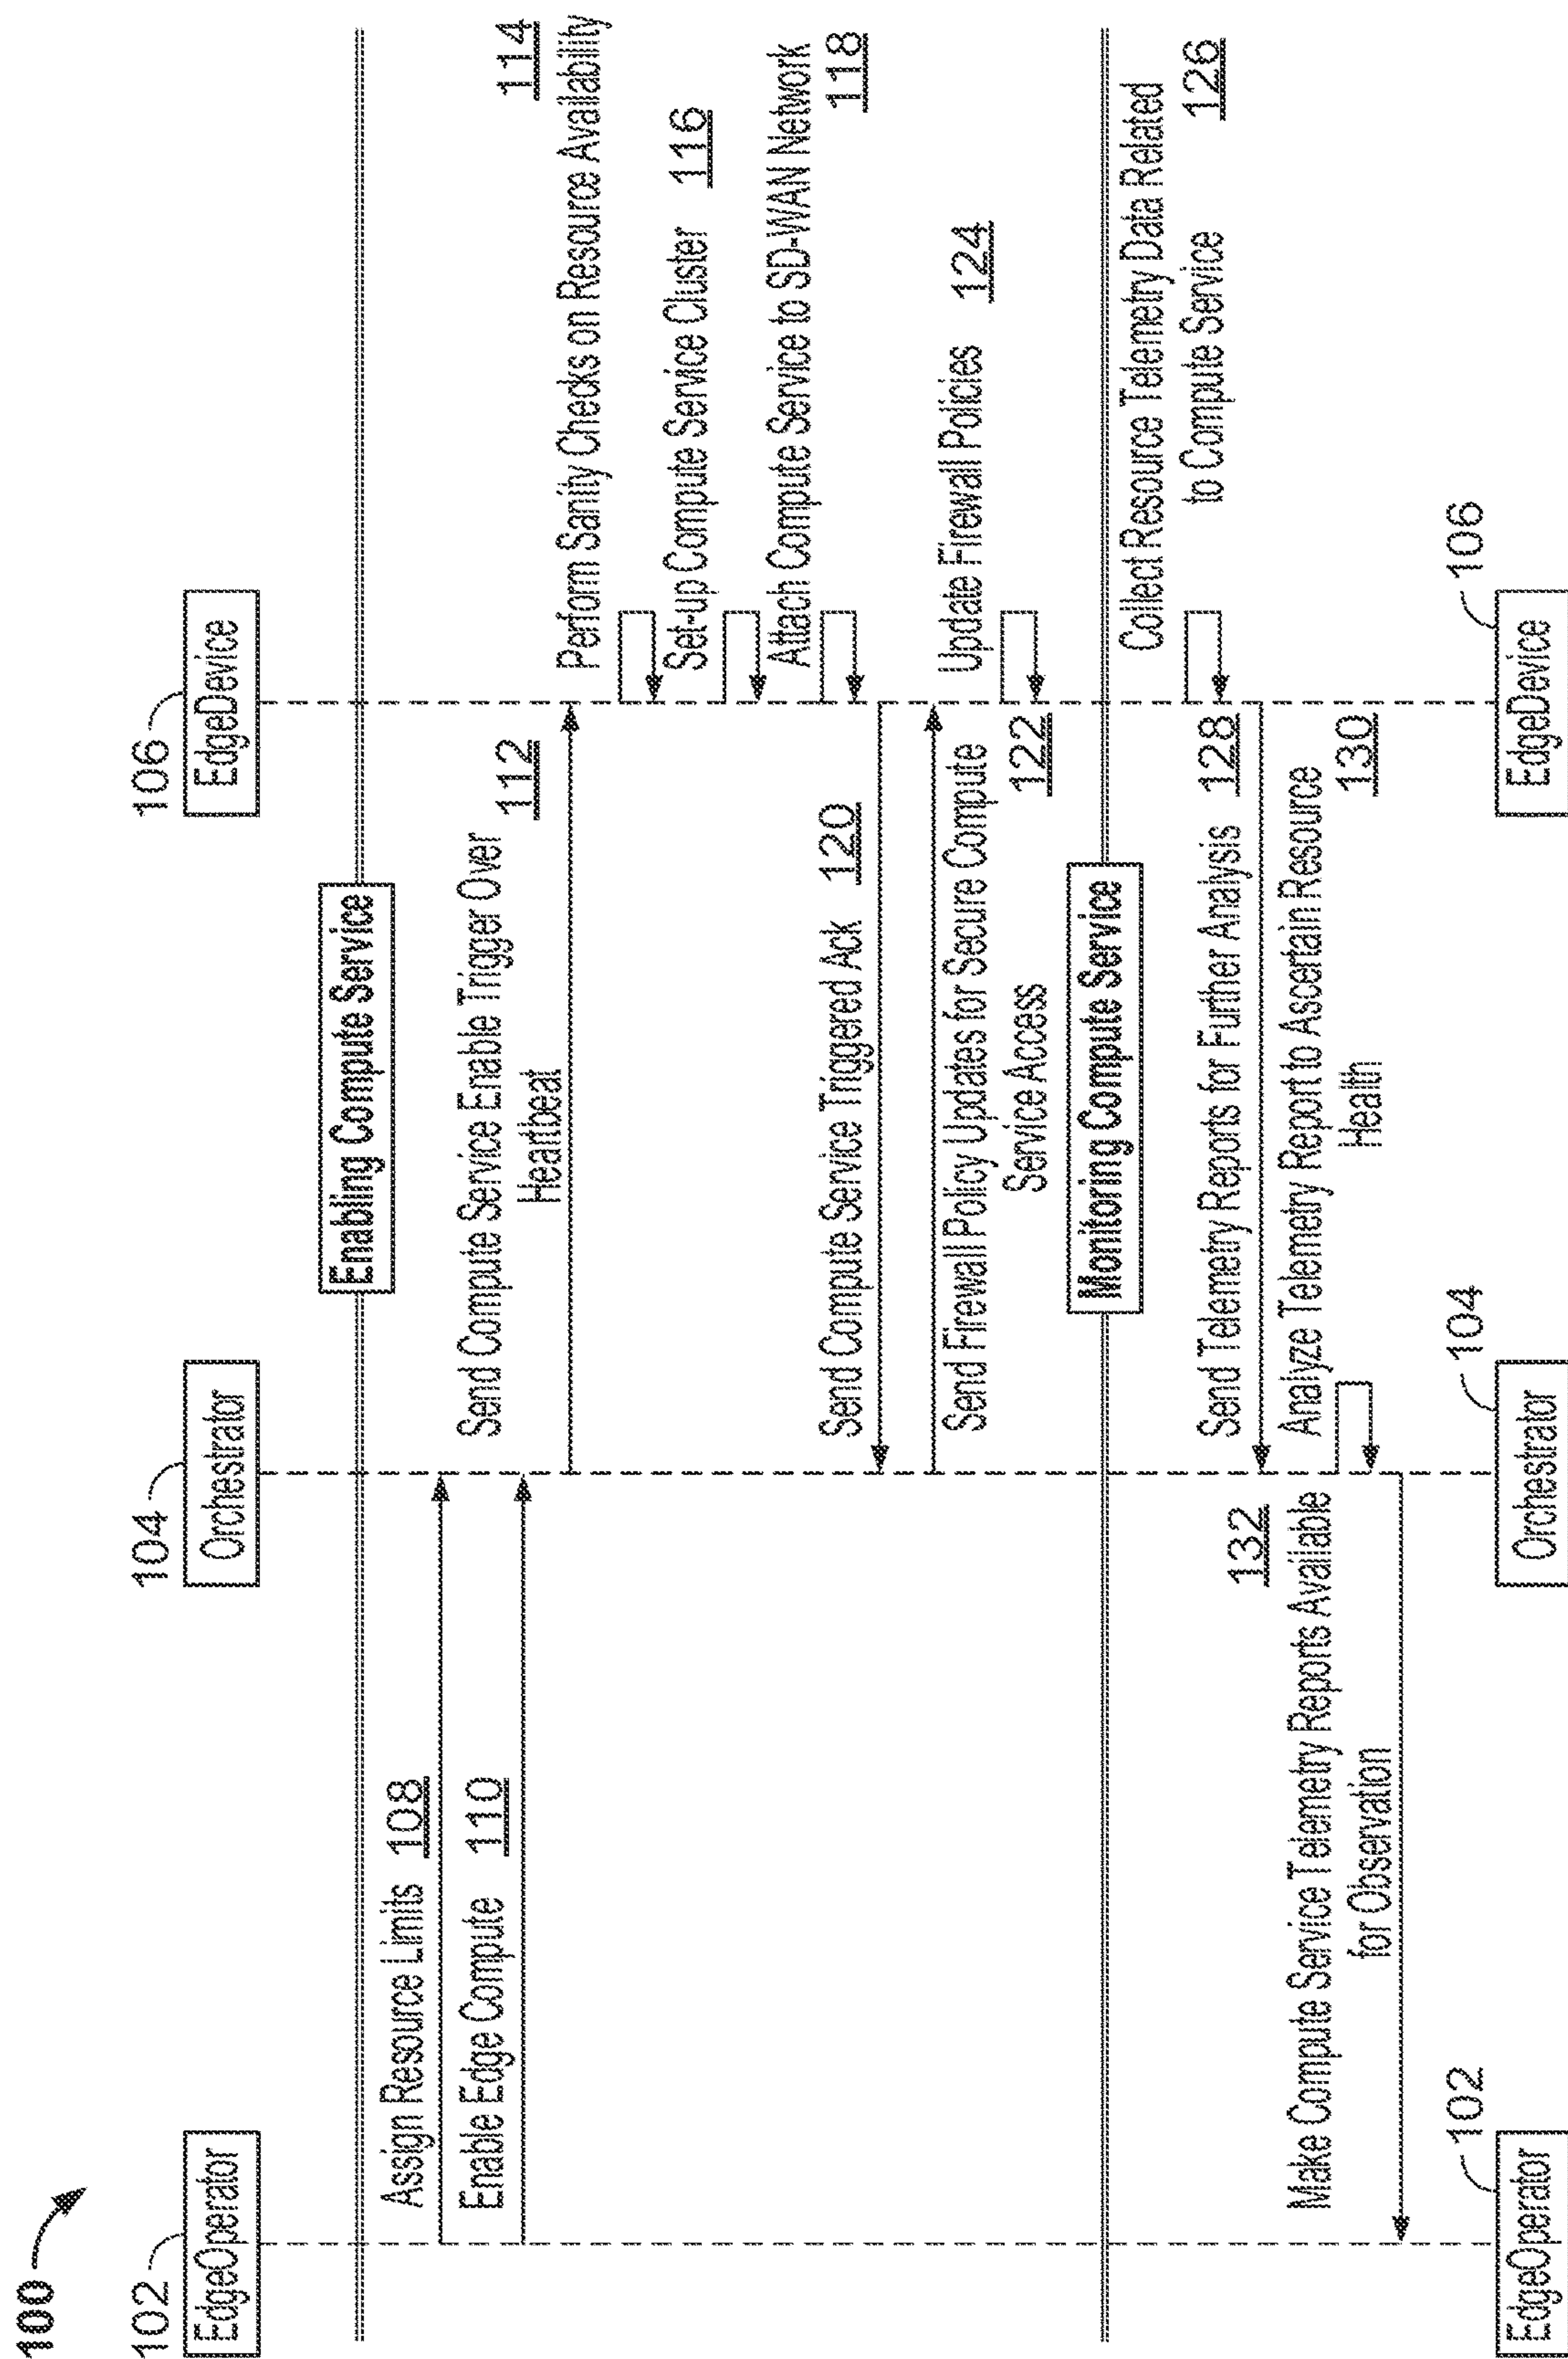 100
102
EdgeOperator
104
Orchestrator
106
EdgeDevice
Enabling Compute Service
Assign Resource Limits 108
Enable Edge Compute 110
Send Compute Service Enable Trigger Over
Heartbeat
112
Perform Sanity Checks on Resource Availability
114
Set-up Compute Service Cluster 116
Attach Compute Service to SD-WAN Network
118
Send Compute Service Triggered Ack 120
Send Firewall Policy Updates for Secure Compute
Service Access
122
Update Firewall Policies 124
Monitoring Compute Service
Collect Resource Telemetry Data Related
to Compute Service
126
Send Telemetry Reports for Further Analysis 128
Analyze Telemetry Report to Ascertain Resource
Health
130
132
Make Compute Service Telemetry Reports Available
for Observation
102
EdgeOperator
104
Orchestrator
106
EdgeDevice